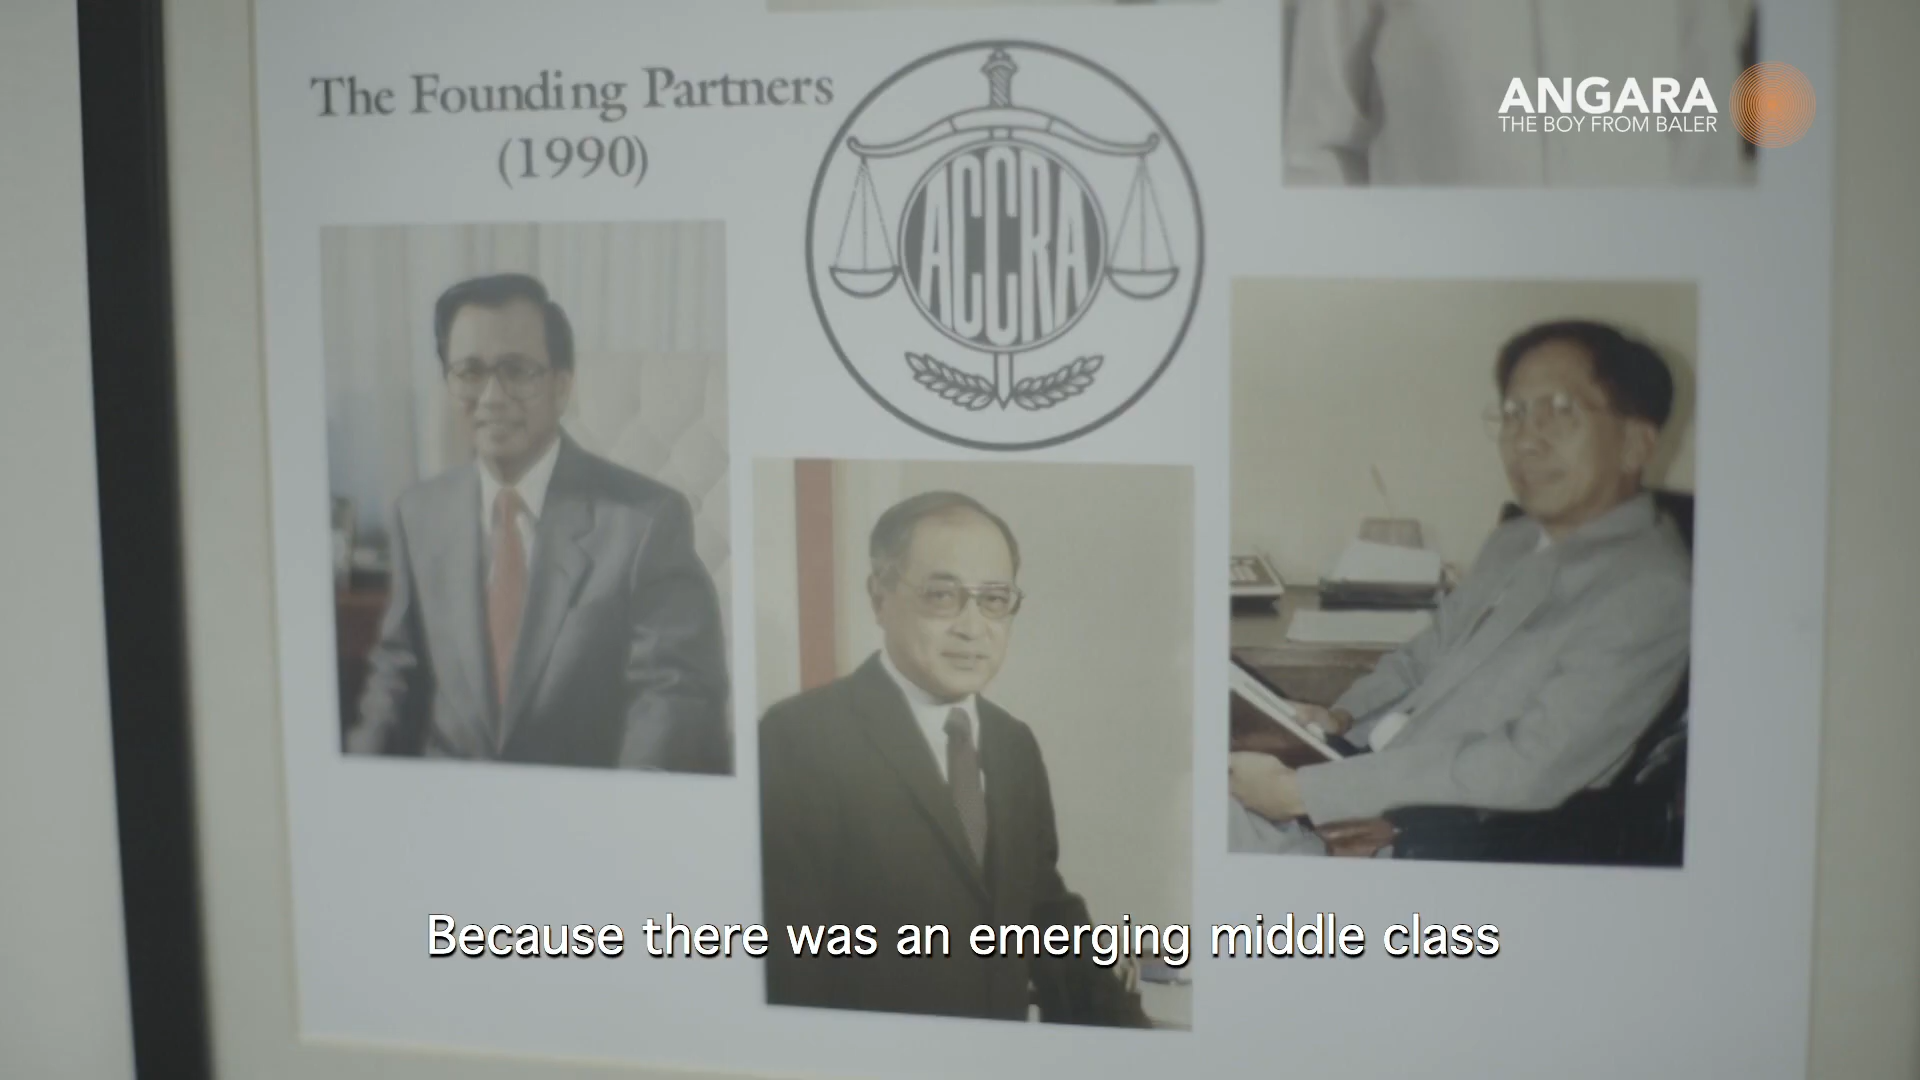 The Founding Partners
(1990)
ACCRA
ANGARA
THE BOY FROM BALER
Because there was an emerging middle class